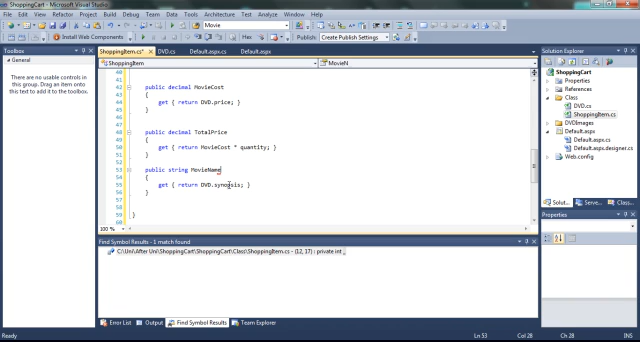 ShoppingCart - Microsoft Visual Studio
File Edit View Refactor Project Build Debug Team Data Tools Architecture Test Analyze Window Help
Movie
Install Web Components
Hex
Publish: Create Publish Settings
Toolbox
General
There are no usable controls in
this group. Drag an item onto
this text to add it to the toolbox.
ShoppingItem.cs* DVD.cs Default.aspx.cs Default.aspx
ShoppingItem
MovieN
40
41
42 public decimal MovieCost
43 {
44 get { return DVD.price; }
45 }
46
47
48 public decimal TotalPrice
49 {
50 get { return MovieCost * quantity; }
51 }
52
53 public string MovieName
54 {
55 get { return DVD.synopsis; }
56 }
57
58
59 }
60
100 %
Find Symbol Results - 1 match found
C:\Uni\After Uni\ShoppingCart\ShoppingCart\Class\ShoppingItem.cs - (12, 17) : private int
Error List Output Find Symbol Results Team Explorer
Solution Explorer
ShoppingCart
Properties
References
Class
DVD.cs
ShoppingItem.cs
DVDImages
Default.aspx
Default.aspx.cs
Default.aspx.designer.cs
Web.config
Solut... Serve... Class...
Properties
Ready
Ln 53 Col 28 Ch 28 INS